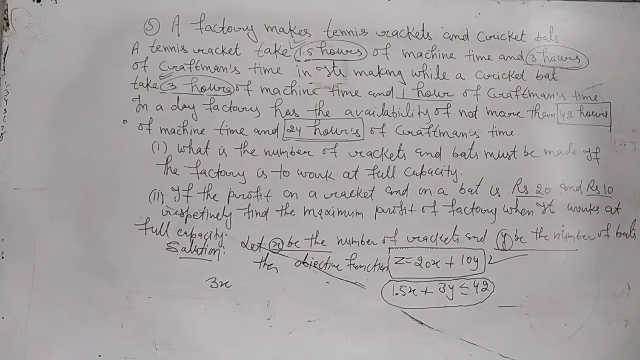 ⑤ A factory makes tennis rackets and cricket bats.
A tennis racket take 1.5 hours of machine time and 3 hours
of craftman's time in its making while a cricket bat
take 3 hours of machine time and 1 hour of craftman's time.
In a day factory has the availability of not more than 42 hours
of machine time and 24 hours of craftman's time.
(i) what is the number of rackets and bats must be made if
the factory is to work at full capacity.
(ii) If the profit on a racket and on a bat is Rs 20 and Rs 10
respetively find the maximum profit of factory when it works at
full capacity.
Solution: Let x be the number of rackets and y be the number of bats
the objective function z = 20x + 10y
3x 1.5x + 3y ≤ 42